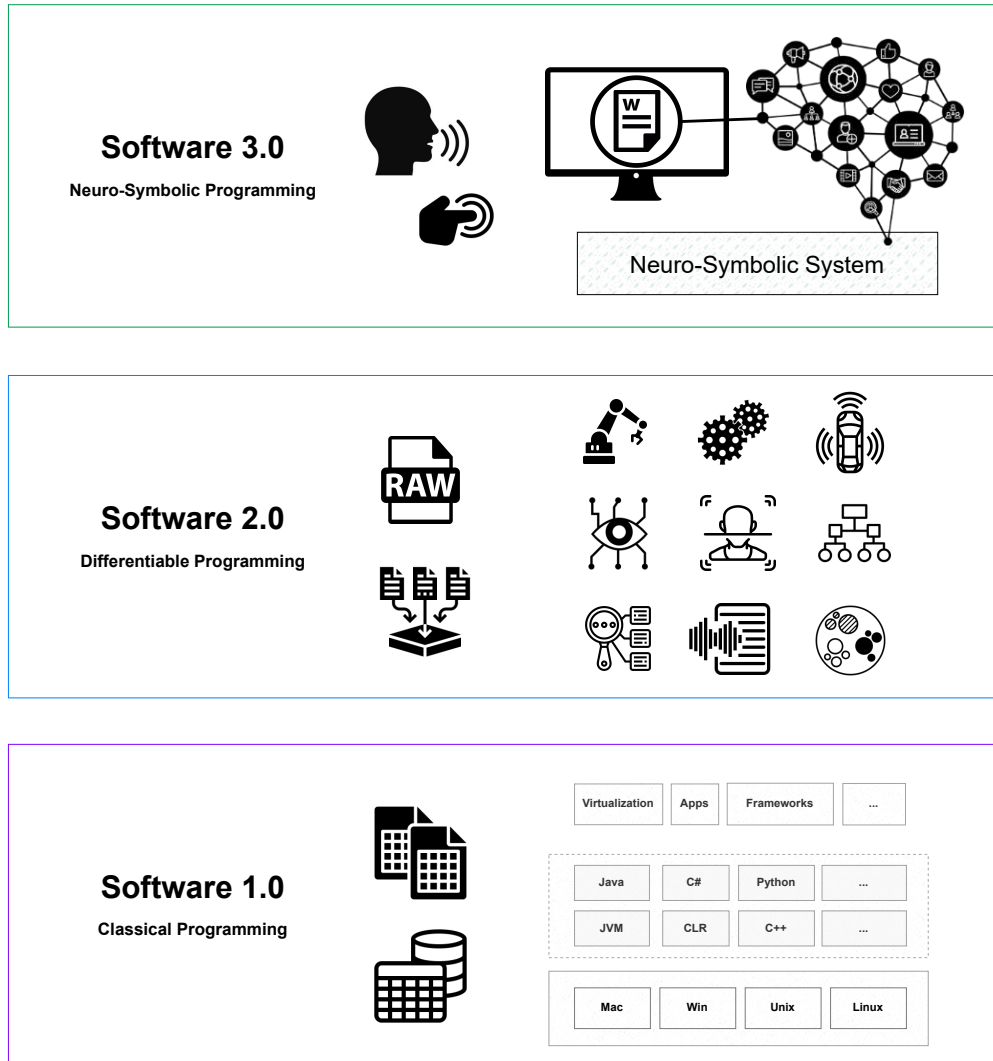 Software 3.0
Neuro-Symbolic Programming
W
Neuro-Symbolic System
Software 2.0
Differentiable Programming
RAW
Software 1.0
Classical Programming
Virtualization
Apps
Frameworks
...
Java
C#
Python
...
JVM
CLR
C++
...
Mac
Win
Unix
Linux